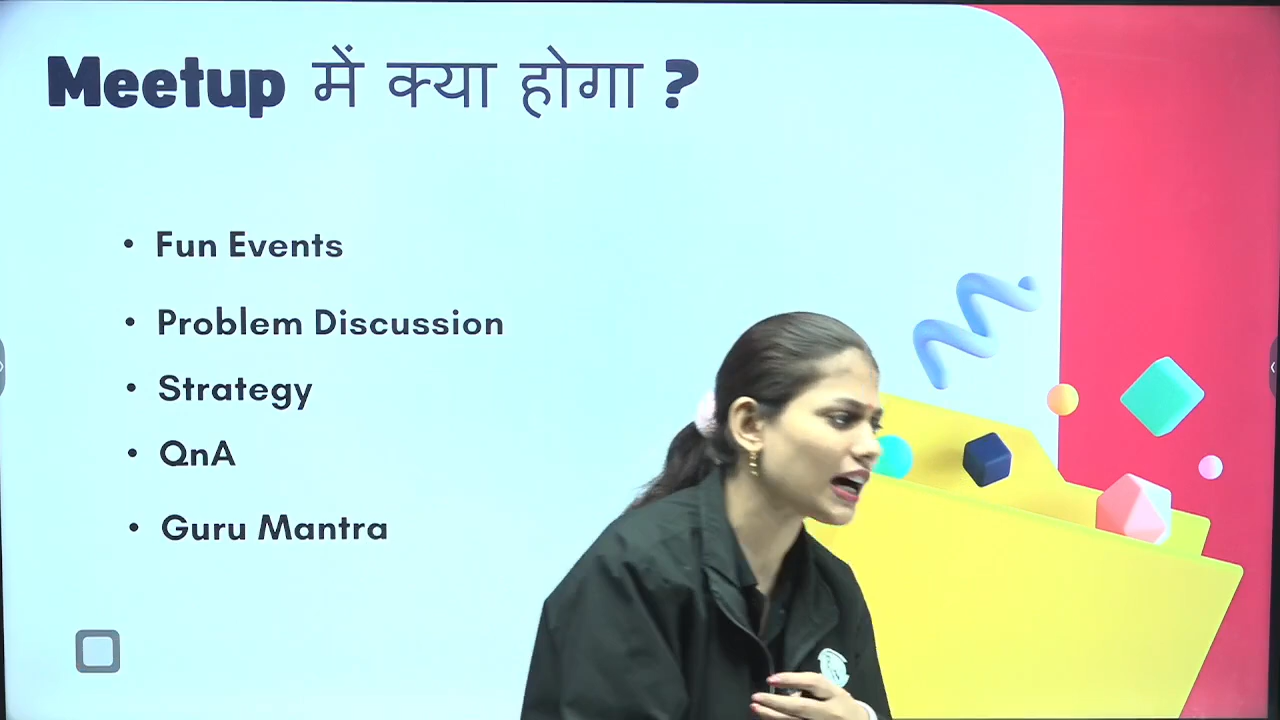 Meetup में क्या होगा ?
• Fun Events
• Problem Discussion
• Strategy
• QnA
• Guru Mantra